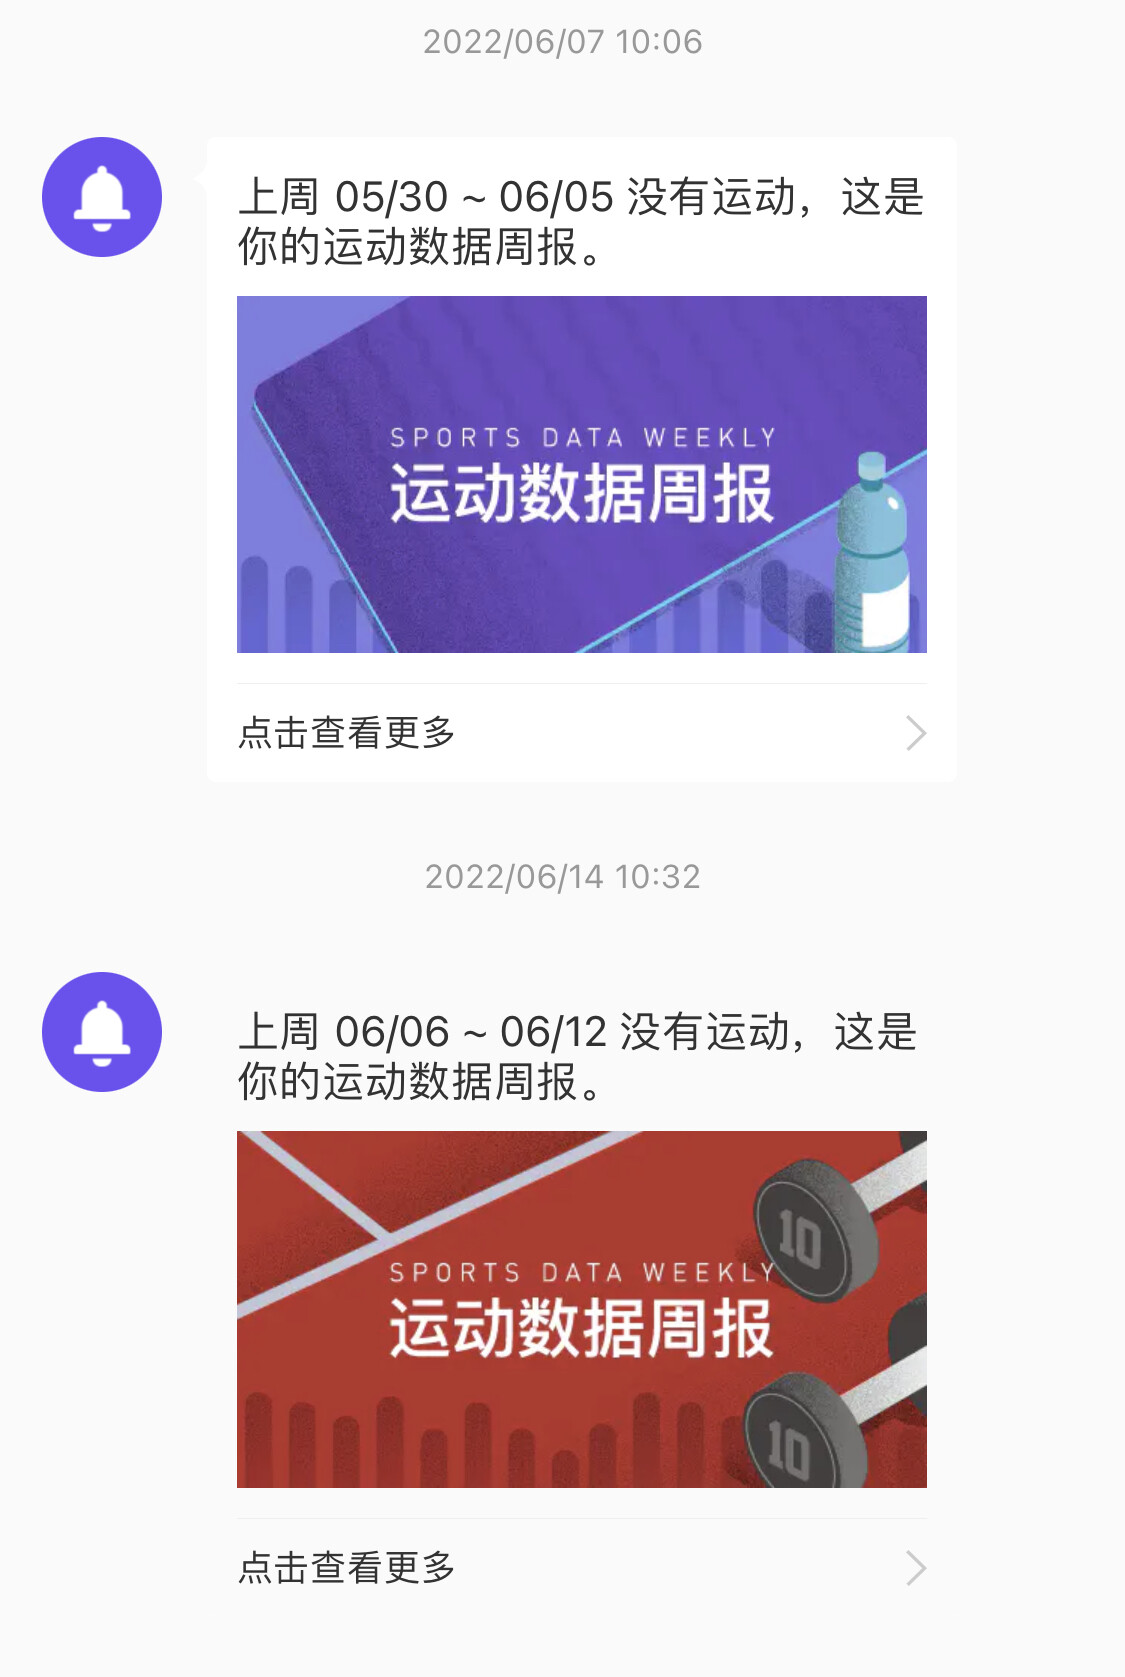 2022/06/07 10:06
上周 05/30 ~ 06/05 没有运动，这是
你的运动数据周报。
SPORTS DATA WEEKLY
运动数据周报
点击查看更多
2022/06/14 10:32
上周 06/06 ~ 06/12 没有运动，这是
你的运动数据周报。
10
SPORTS DATA WEEKLY
运动数据周报
10
点击查看更多